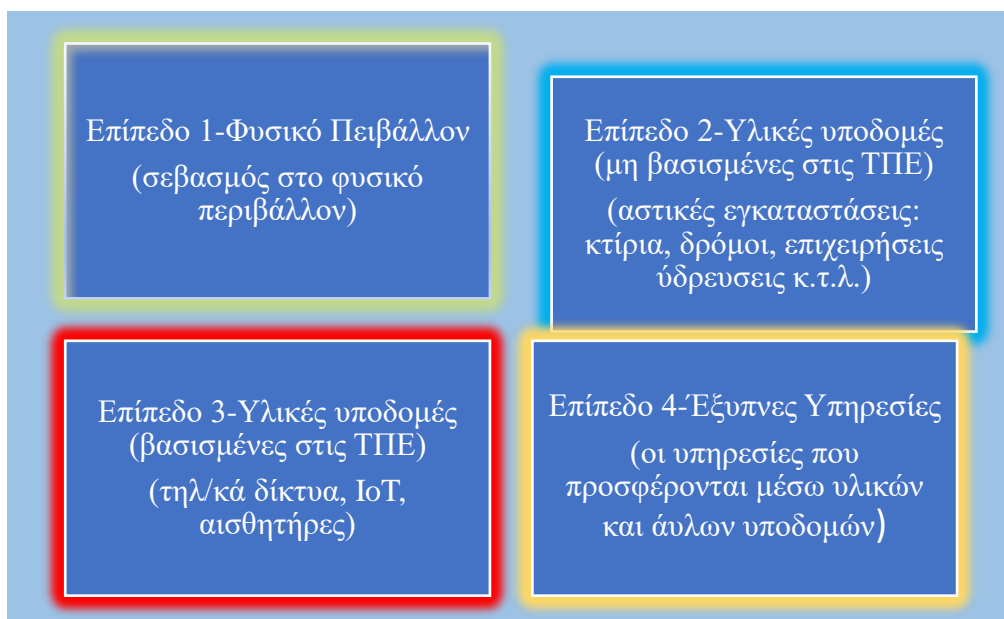 Επίπεδο 1-Φυσικό Πειβάλλον
(σεβασμός στο φυσικό
περιβάλλον)
Επίπεδο 2-Υλικές υποδομές
(μη βασισμένες στις ΤΠΕ)
(αστικές εγκαταστάσεις:
κτίρια, δρόμοι, επιχειρήσεις
ύδρευσεις κ.τ.λ.)
Επίπεδο 3-Υλικές υποδομές
(βασισμένες στις ΤΠΕ)
(τηλ/κά δίκτυα, ΙοΤ,
αισθητήρες)
Επίπεδο 4-Έξυπνες Υπηρεσίες
(οι υπηρεσίες που
προσφέρονται μέσω υλικών
και άυλων υποδομών)